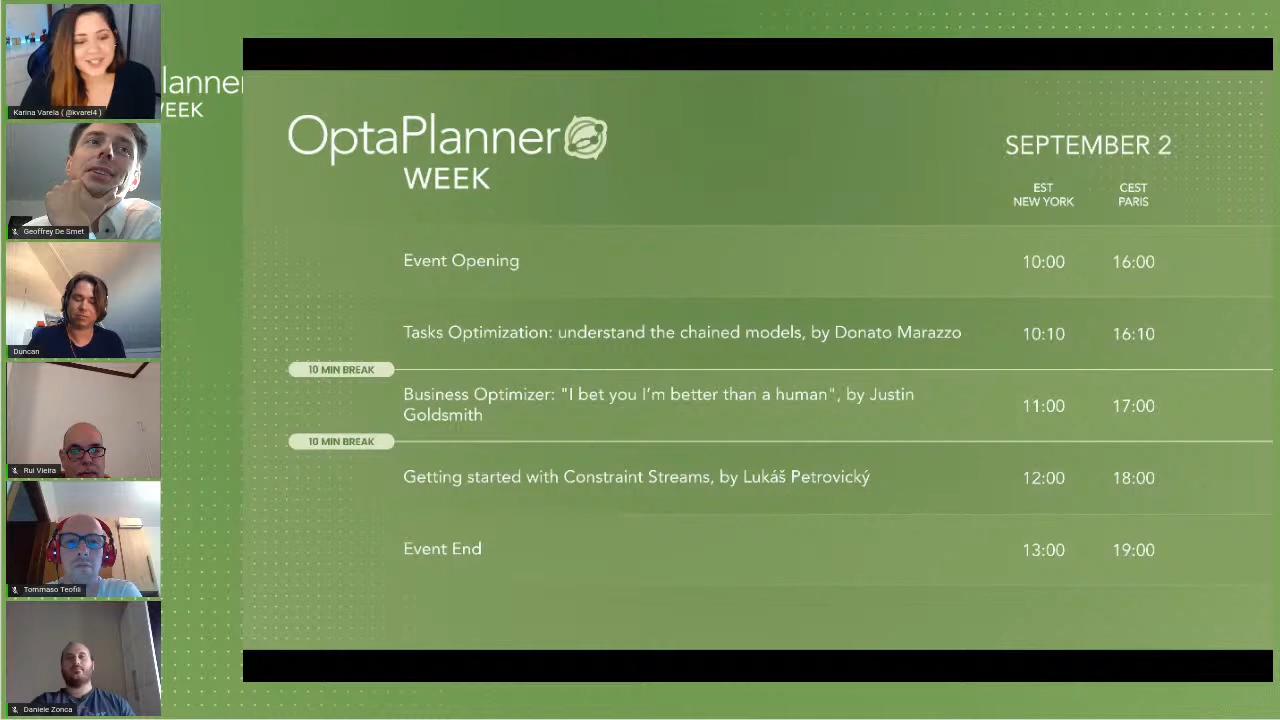 Karina Varela ( @kvarel4 )
Geoffrey De Smet
Duncan
Rui Vieira
Tommaso Teofili
Daniele Zonca
lanner
EEK
OptaPlanner
WEEK
SEPTEMBER 2
EST
NEW YORK
CEST
PARIS
Event Opening 10:00 16:00
Tasks Optimization: understand the chained models, by Donato Marazzo 10:10 16:10
10 MIN BREAK
Business Optimizer: "I bet you I'm better than a human", by Justin
Goldsmith
11:00 17:00
10 MIN BREAK
Getting started with Constraint Streams, by Lukáš Petrovický 12:00 18:00
Event End 13:00 19:00